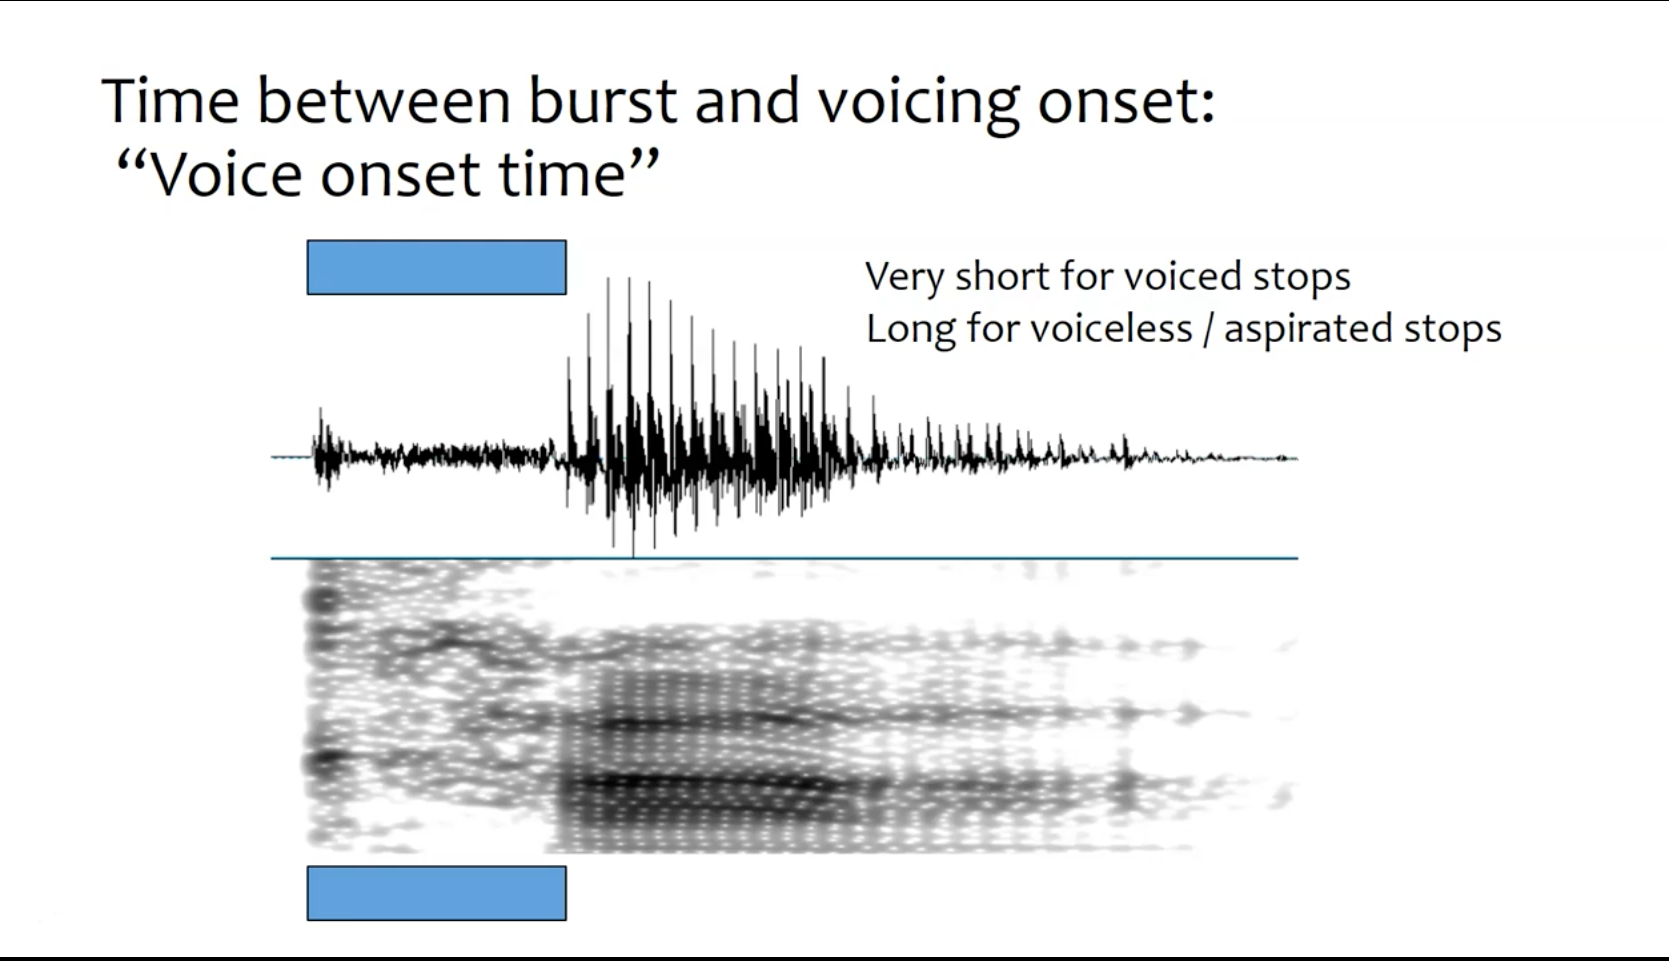 Time between burst and voicing onset:
“Voice onset time”
Very short for voiced stops
Long for voiceless / aspirated stops